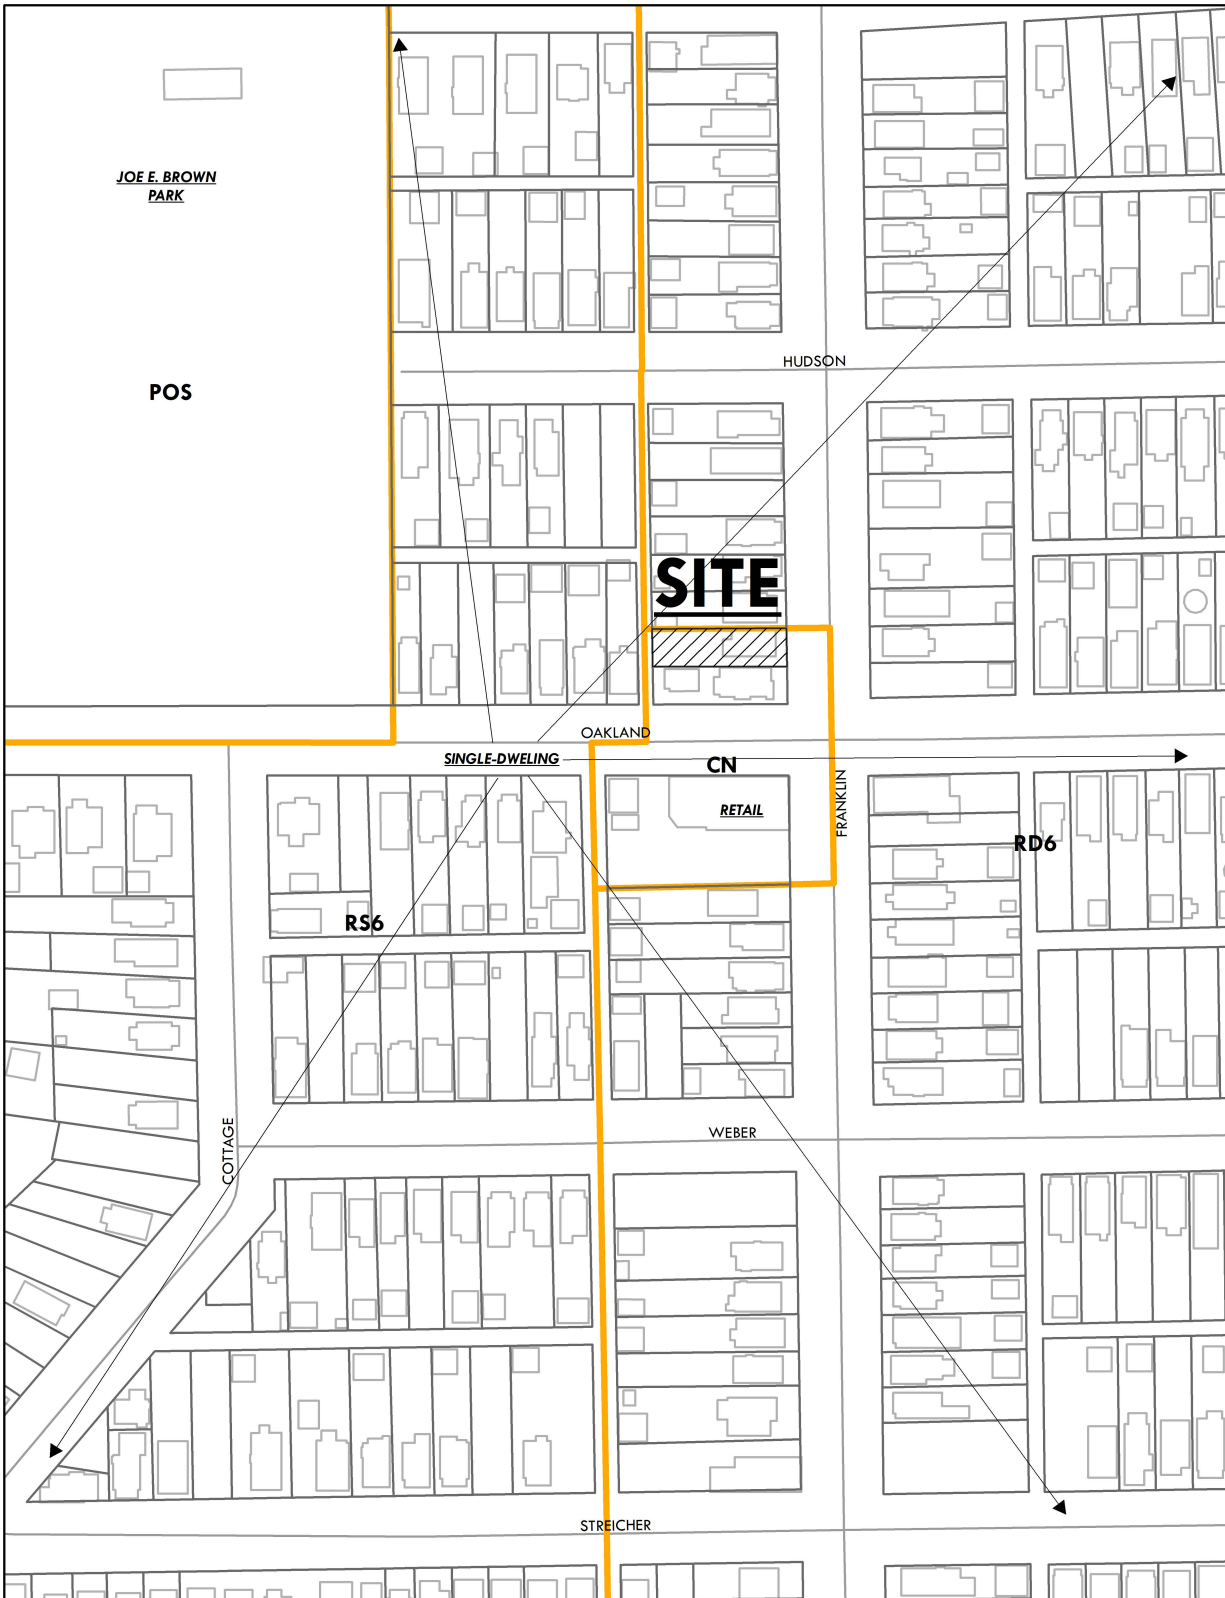 JOE E. BROWN
PARK
POS
HUDSON
SITE
OAKLAND
SINGLE-DWELING
CN
FRANKLIN
RETAIL
RD6
RS6
COTTAGE
WEBER
STREICHER